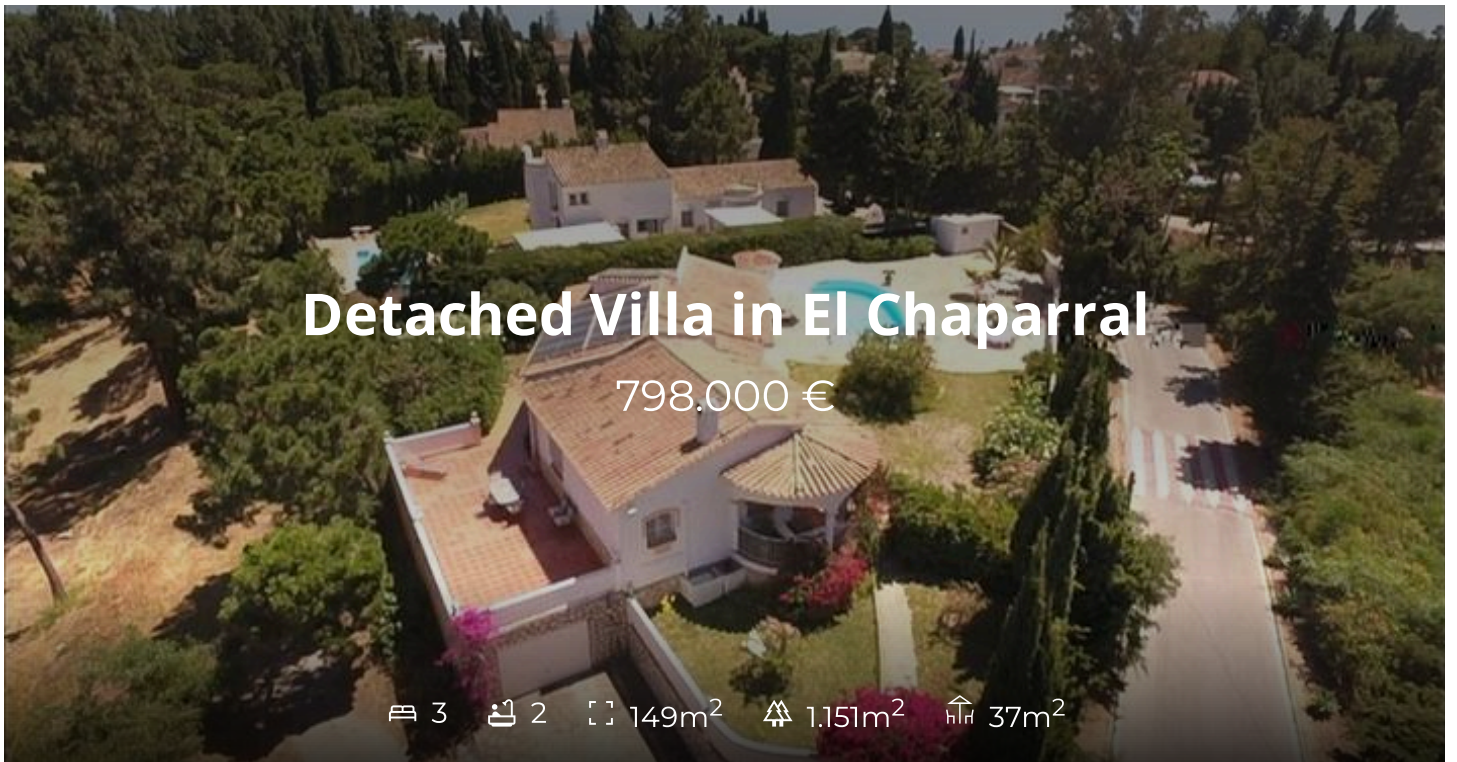 Detached Villa in El Chaparral
798.000 €
3 2 149m² 1.151m² 37m²